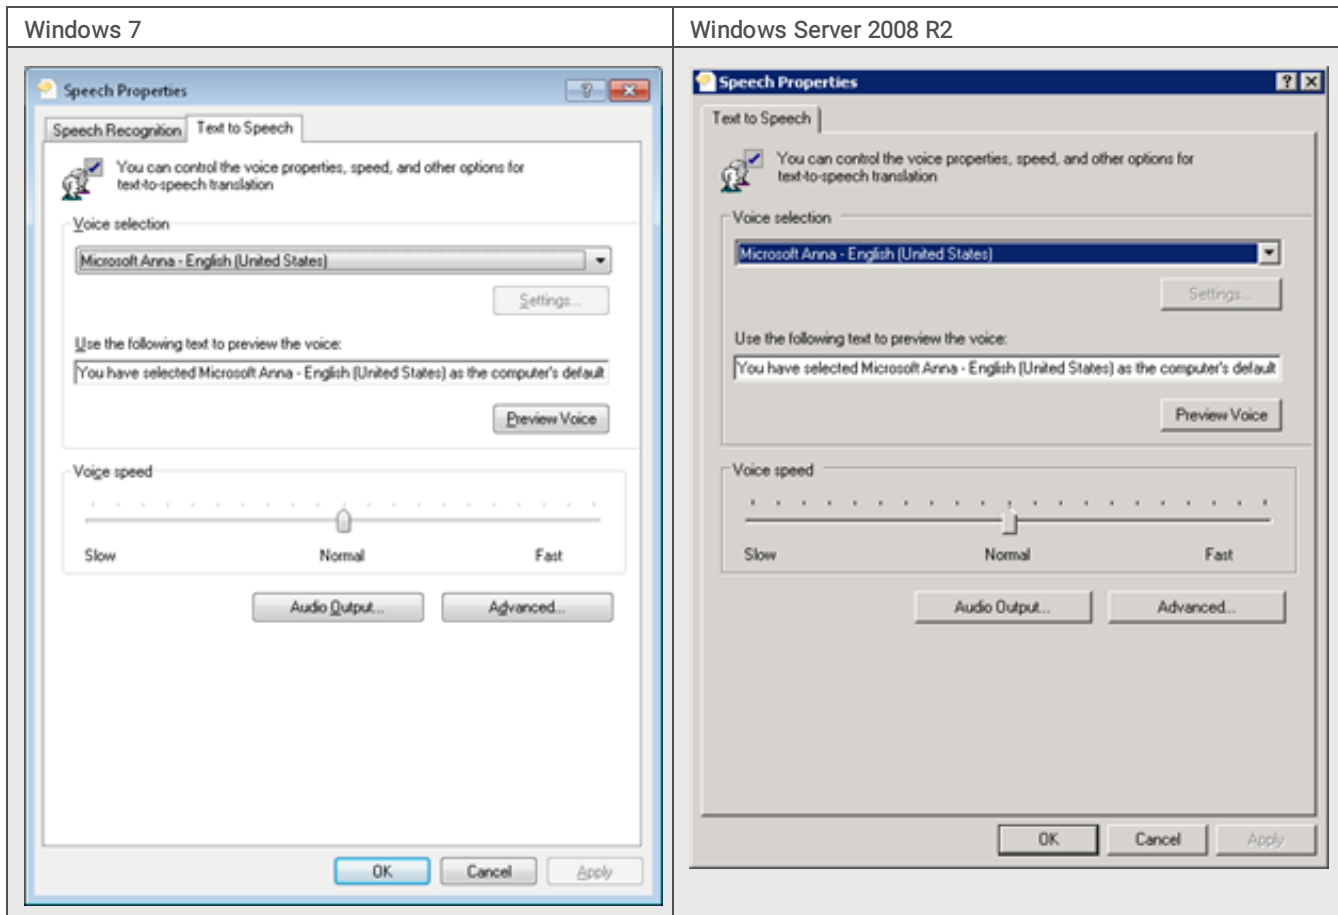 Windows 7
Speech Properties
Speech Recognition
Text to Speech
You can control the voice properties, speed, and other options for
text-to-speech translation
Voice selection
Microsoft Anna - English (United States)
Settings...
Use the following text to preview the voice:
You have selected Microsoft Anna - English (United States) as the computer's default
Preview Voice
Voice speed
Slow Normal Fast
Audio Output... Advanced...
OK Cancel Apply
Windows Server 2008 R2
Speech Properties
Text to Speech
You can control the voice properties, speed, and other options for
text-to-speech translation
Voice selection
Microsoft Anna - English (United States)
Settings...
Use the following text to preview the voice:
You have selected Microsoft Anna - English (United States) as the computer's default
Preview Voice
Voice speed
Slow Normal Fast
Audio Output... Advanced...
OK Cancel Apply